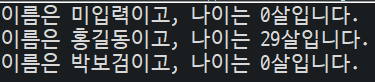 이름은 미입력이고, 나이는 0살입니다.
이름은 홍길동이고, 나이는 29살입니다.
이름은 박보검이고, 나이는 0살입니다.